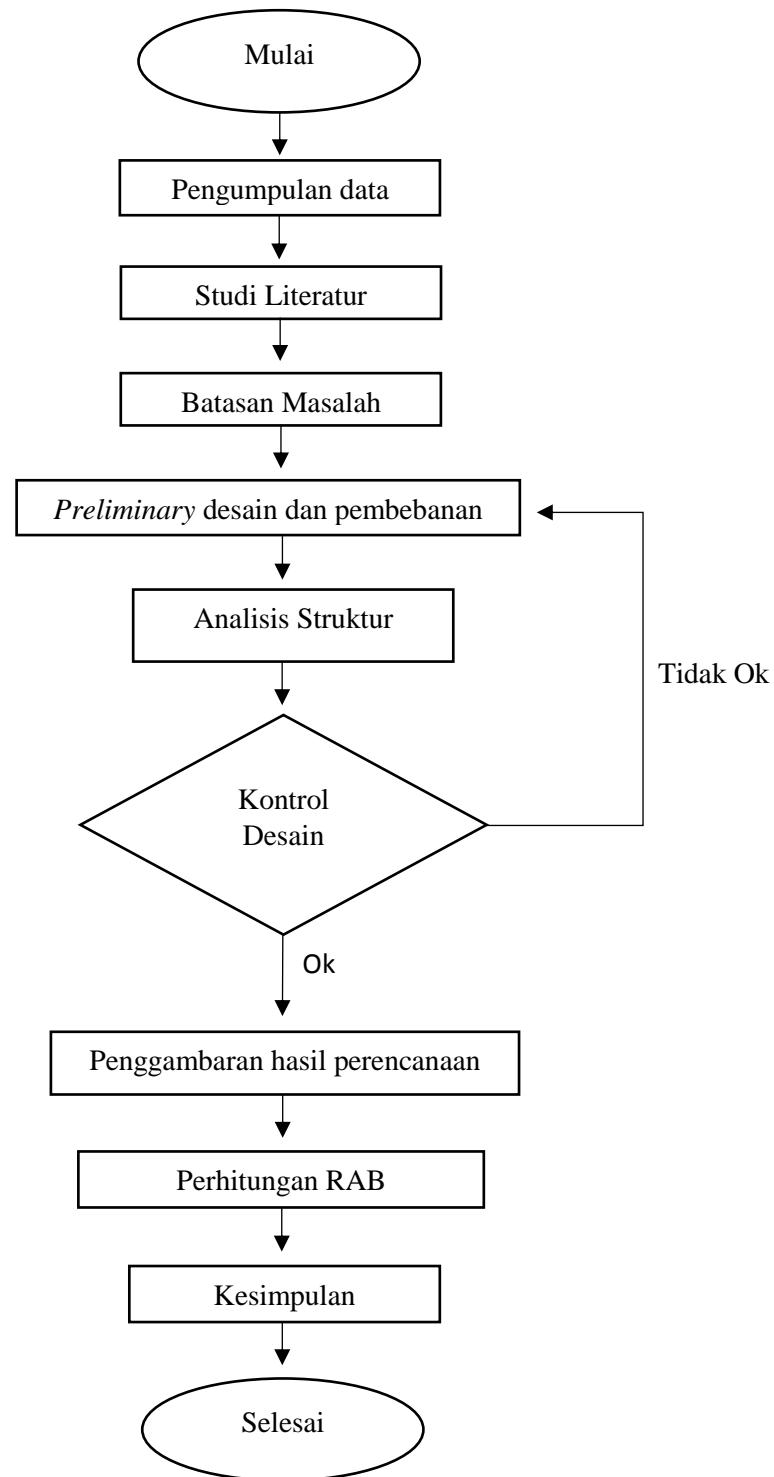 Mulai
Pengumpulan data
Studi Literatur
Batasan Masalah
Preliminary desain dan pembebanan
Analisis Struktur
Tidak Ok
Kontrol
Desain
Ok
Penggambaran hasil perencanaan
Perhitungan RAB
Kesimpulan
Selesai